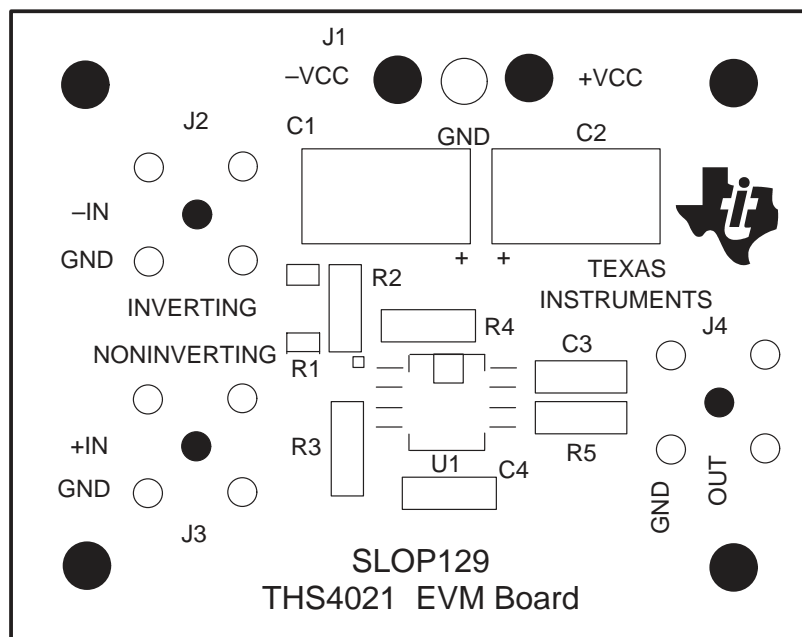 J1
–VCC
+VCC
J2
C1
GND
C2
–IN
GND
+
+
R2
TEXAS
INSTRUMENTS
INVERTING
R4
J4
NONINVERTING
R1
C3
+IN
R3
U1
C4
R5
GND
GND
OUT
J3
SLOP129
THS4021 EVM Board
ti